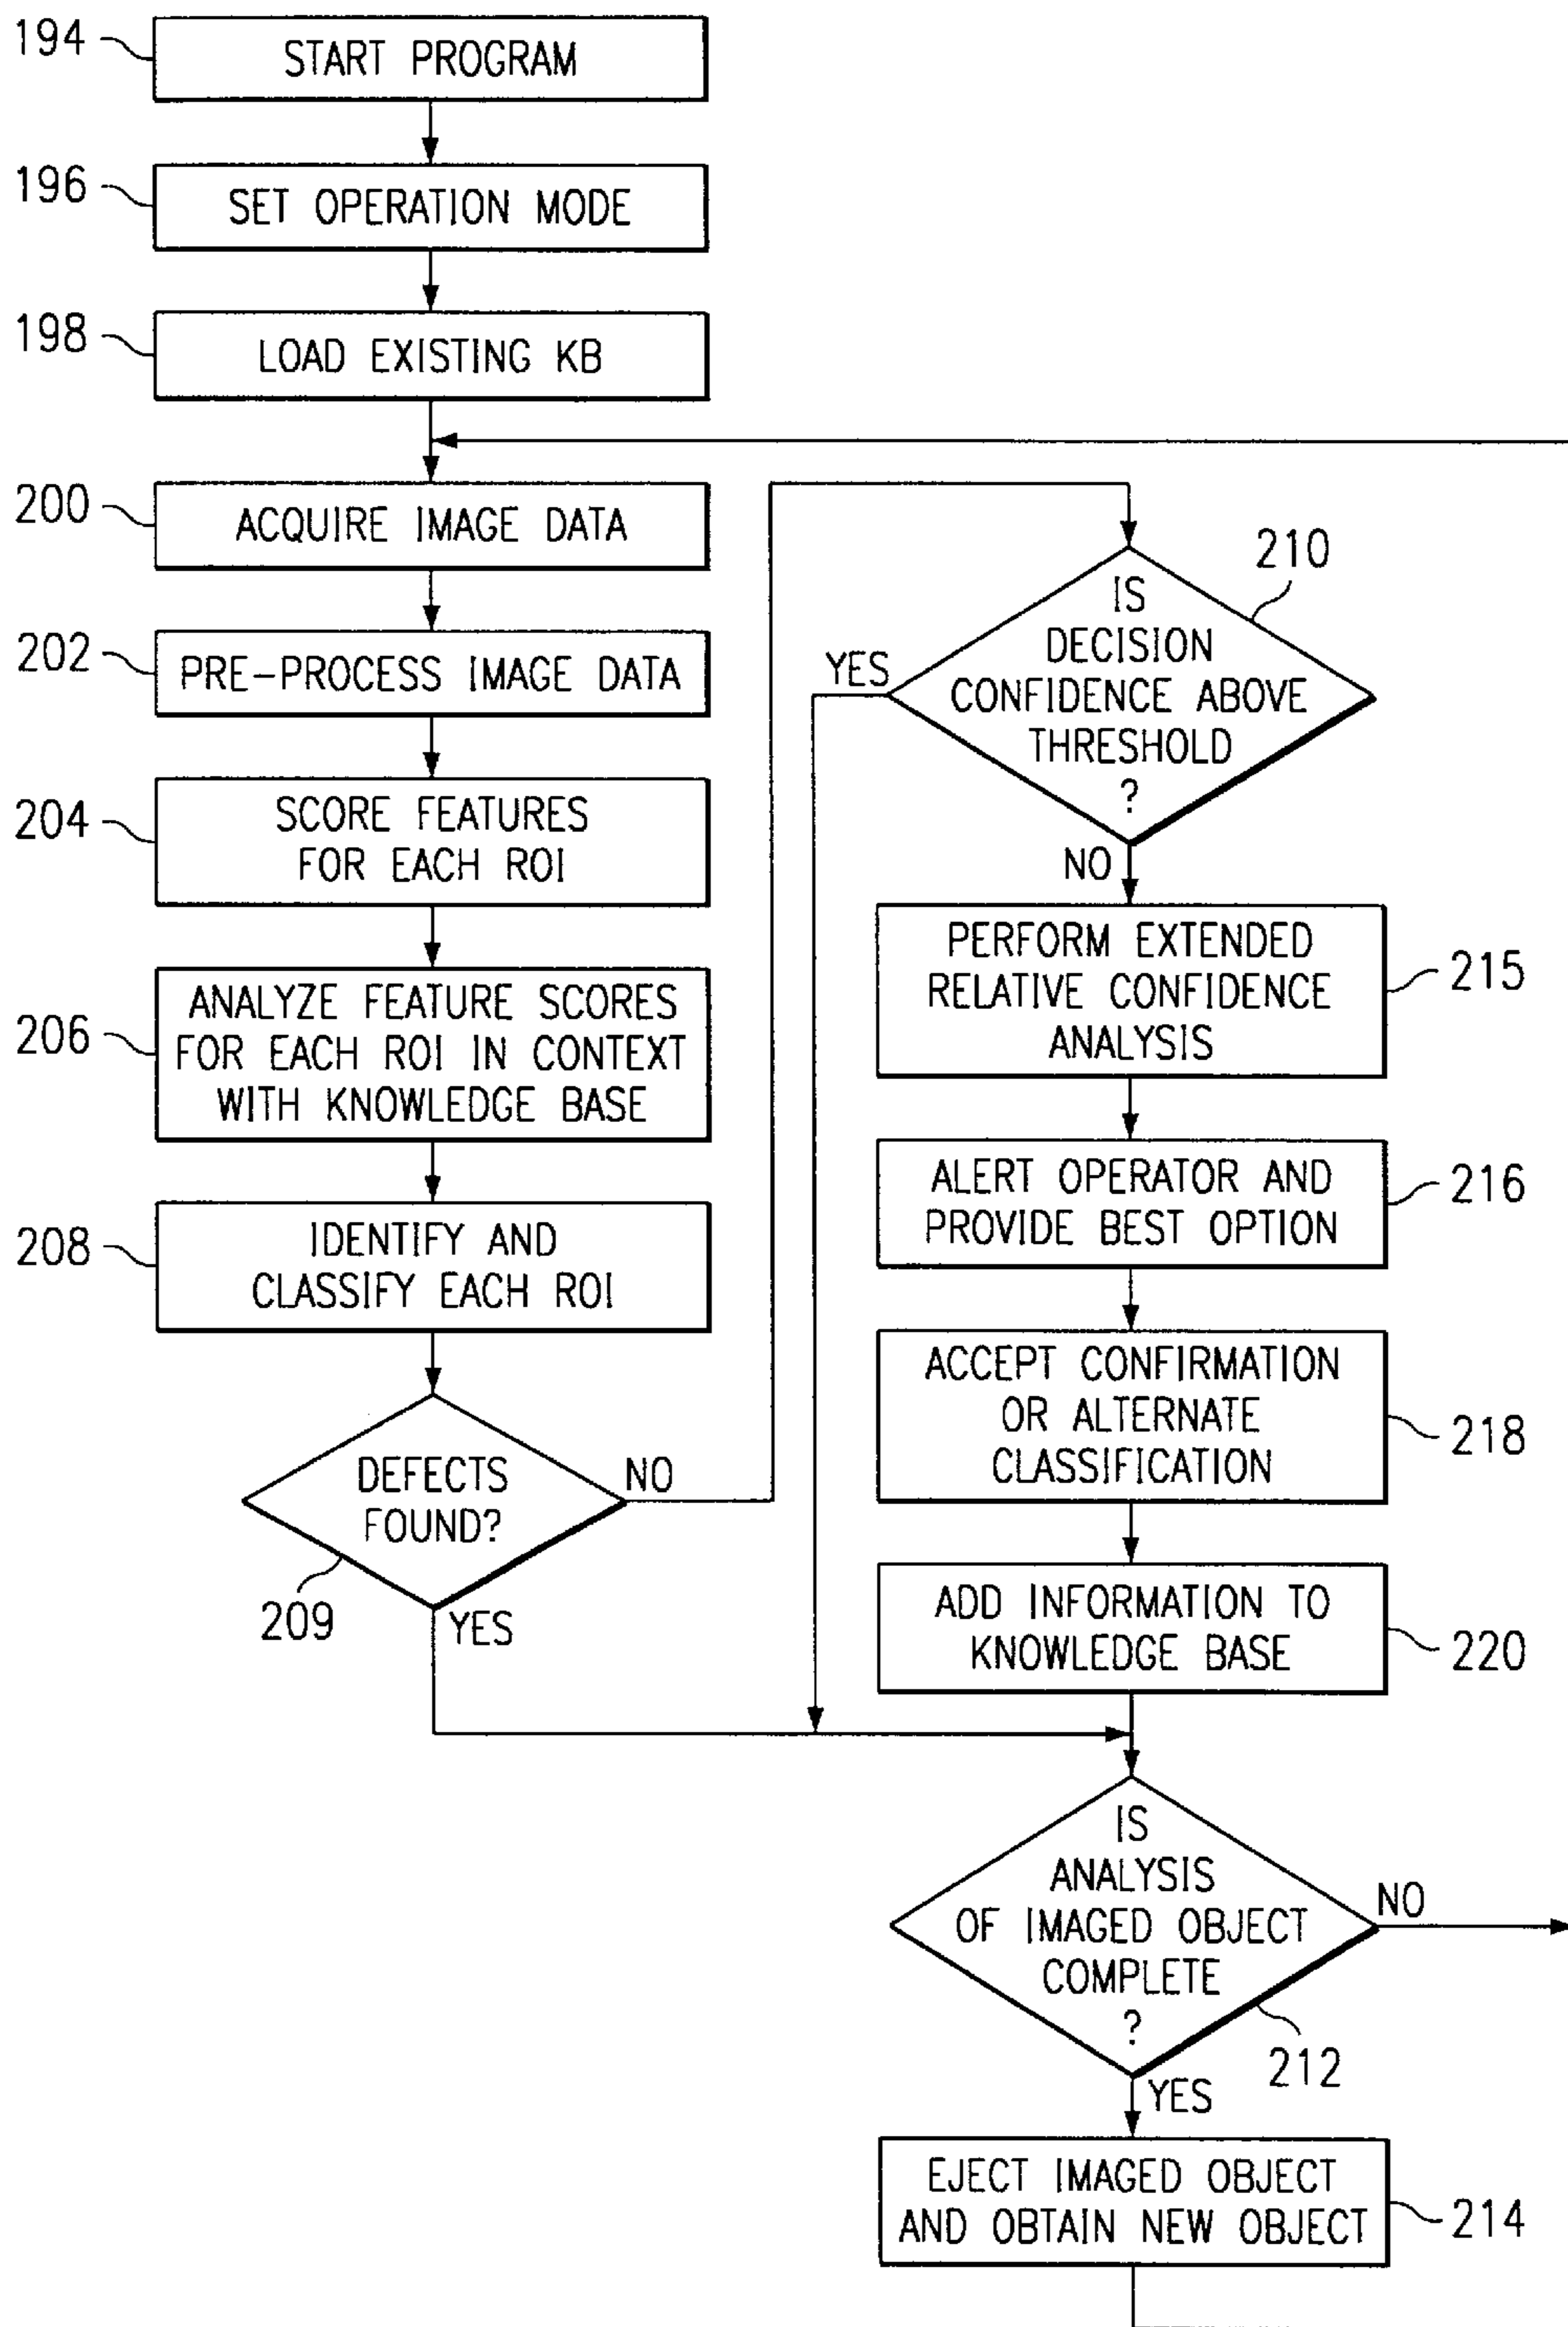 194
START PROGRAM
196
SET OPERATION MODE
198
LOAD EXISTING KB
200
ACQUIRE IMAGE DATA
202
PRE-PROCESS IMAGE DATA
204
SCORE FEATURES
FOR EACH ROI
206
ANALYZE FEATURE SCORES
FOR EACH ROI IN CONTEXT
WITH KNOWLEDGE BASE
208
IDENTIFY AND
CLASSIFY EACH ROI
DEFECTS
FOUND?
NO
209
YES
210
IS
DECISION
CONFIDENCE ABOVE
THRESHOLD
?
YES
NO
PERFORM EXTENDED
RELATIVE CONFIDENCE
ANALYSIS
215
ALERT OPERATOR AND
PROVIDE BEST OPTION
216
ACCEPT CONFIRMATION
OR ALTERNATE
CLASSIFICATION
218
ADD INFORMATION TO
KNOWLEDGE BASE
220
IS
ANALYSIS
OF IMAGED OBJECT
COMPLETE
?
NO
212
YES
EJECT IMAGED OBJECT
AND OBTAIN NEW OBJECT
214